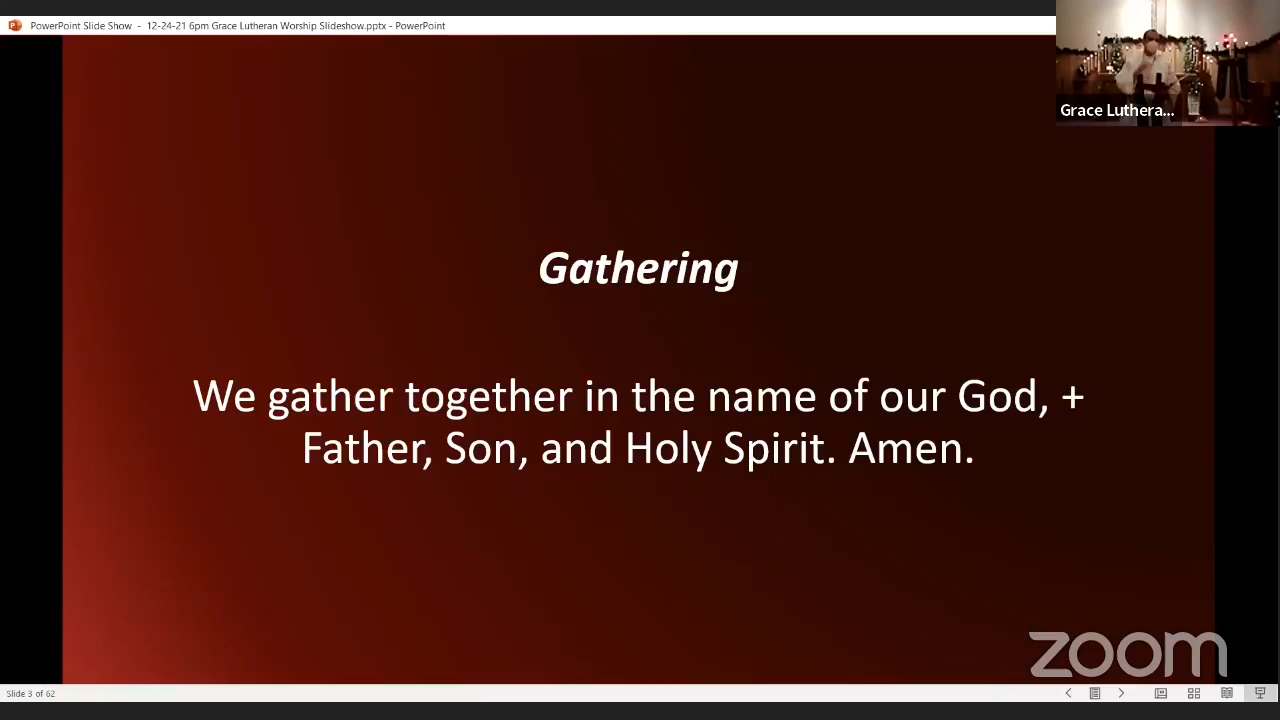 PowerPoint Slide Show - 12-24-21 6pm Grace Lutheran Worship Slideshow.pptx - PowerPoint
Grace Luthera...
Gathering
We gather together in the name of our God, +
Father, Son, and Holy Spirit. Amen.
zoom
Slide 3 of 62